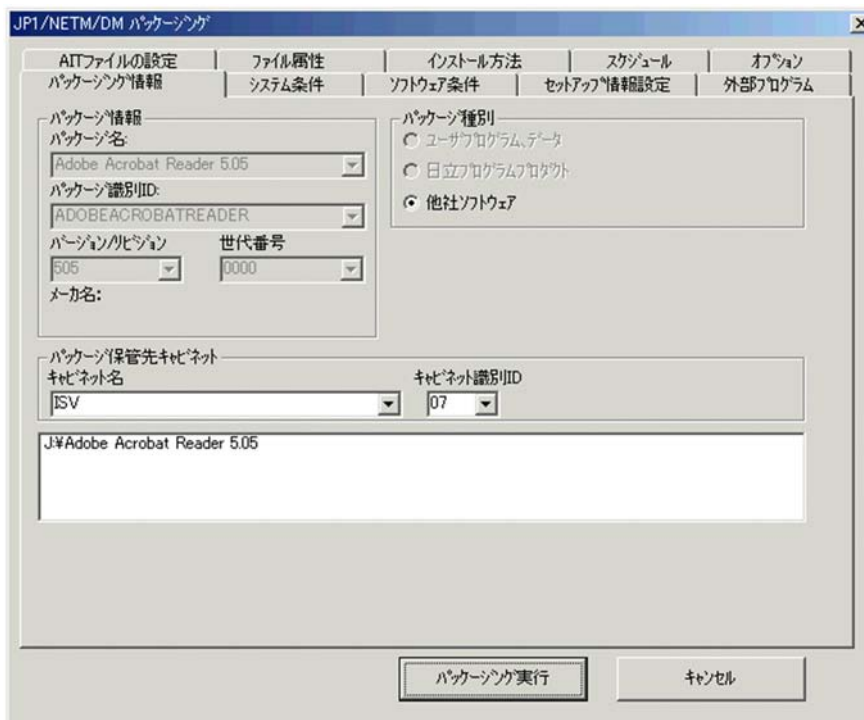 JP1/NETM/DM パッケージング
AITファイルの設定
ファイル属性
インストール方法
スケジュール
オプション
パッケージング情報
システム条件
ソフトウェア条件
セットアップ情報設定
外部プログラム
パッケージ情報
パッケージ名:
Adobe Acrobat Reader 5.05
パッケージ識別ID:
ADOBEACROBATREADER
バージョン/リビジョン
世代番号
505
0000
メーカ名:
パッケージ種別
ユーザプログラム、データ
日立プログラムプロダクト
他社ソフトウェア
パッケージ保管先キャビネット
キャビネット名
キャビネット識別ID
ISV
07
J:¥Adobe Acrobat Reader 5.05
パッケージング実行
キャンセル